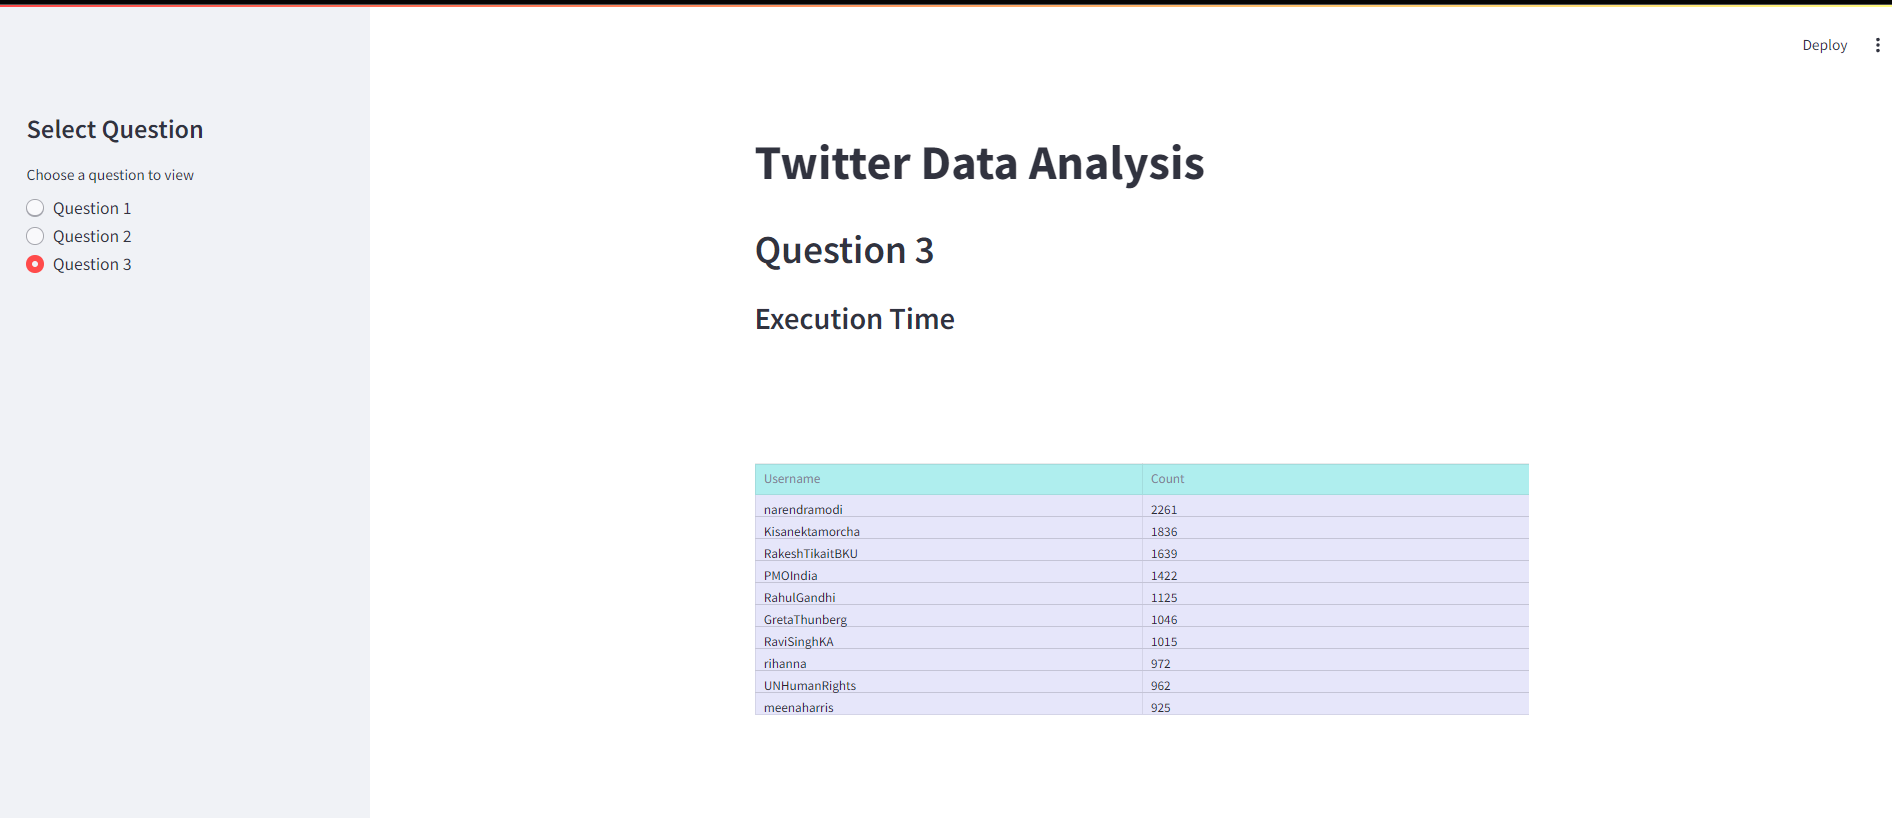 Deploy
Select Question
Choose a question to view
Question 1
Question 2
Question 3
Twitter Data Analysis
Question 3
Execution Time
Username Count
narendramodi 2261
Kisanektamorcha 1836
RakeshTikaitBKU 1639
PMOIndia 1422
RahulGandhi 1125
GretaThunberg 1046
RaviSinghKA 1015
rihanna 972
UNHumanRights 962
meenaharris 925